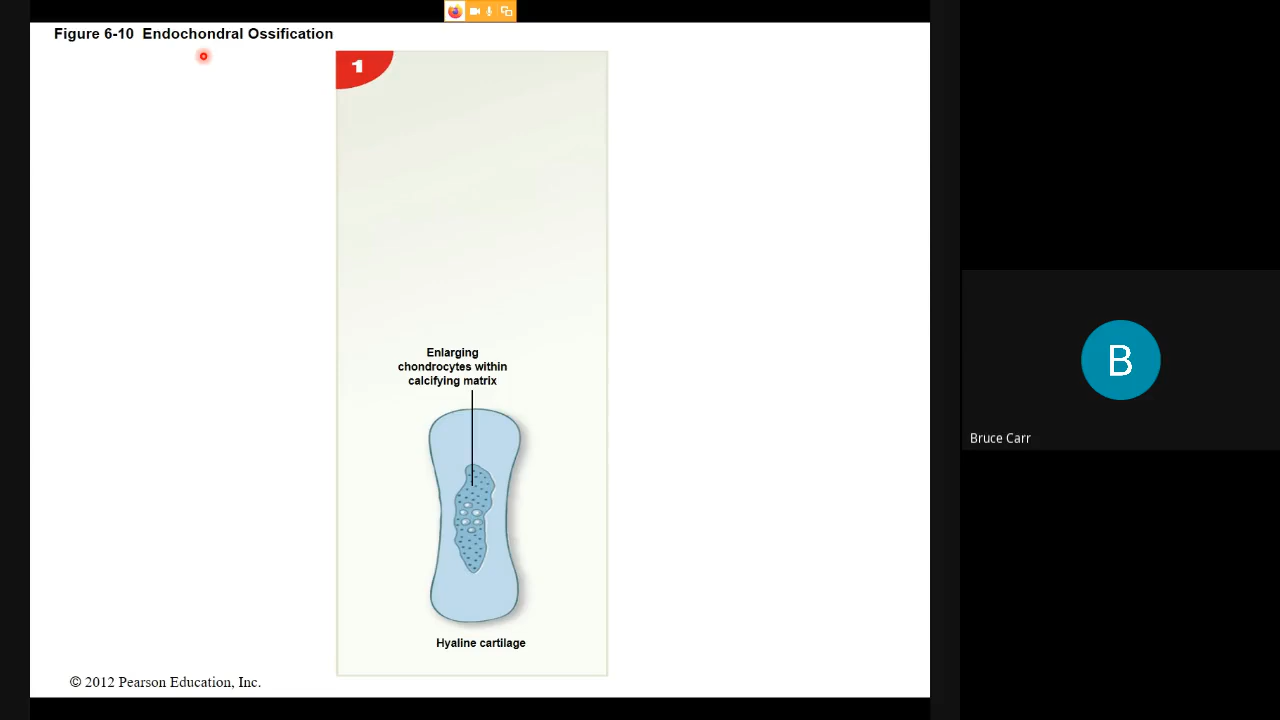 Figure 6-10 Endochondral Ossification
1
Enlarging
chondrocytes within
calcifying matrix
Hyaline cartilage
© 2012 Pearson Education, Inc.
B
Bruce Carr